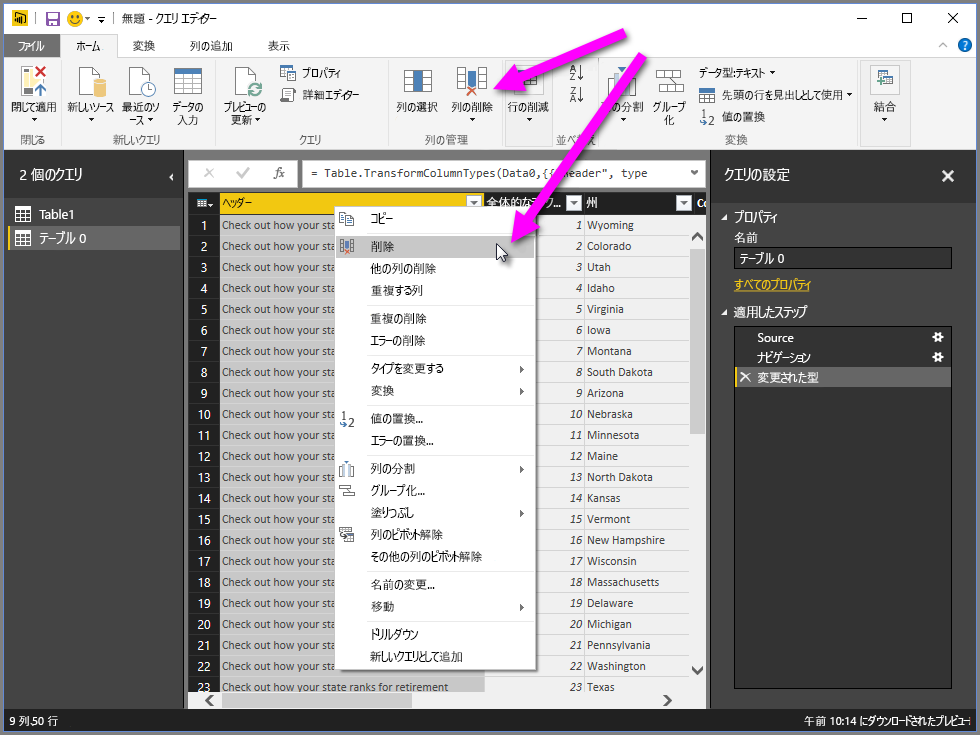 無題 - クエリ エディター
ファイル ホーム 変換 列の追加 表示
閉じて適用
新しいソース
最近のソース
データの入力
プレビューの更新
プロパティ
詳細エディター
列の選択
列の削除
行の削減
の分割
グループ化
データ型:テキスト
先頭の行を見出しとして使用
値の置換
結合
閉じる 新しいクエリ クエリ 列の管理 並べ 変換
2 個のクエリ
Table1
テーブル 0
fx
= Table.TransformColumnTypes(Data0,{{"Header", type
ヘッダー 州 Co
1 Check out how your sta 1 Wyoming
2 Check out how your sta 2 Colorado
3 Check out how your sta 3 Utah
4 Check out how your sta 4 Idaho
5 Check out how your sta 5 Virginia
6 Check out how your sta 6 Iowa
7 Check out how your sta 7 Montana
8 Check out how your sta 8 South Dakota
9 Check out how your sta 9 Arizona
10 Check out how your sta 10 Nebraska
11 Check out how your sta 11 Minnesota
12 Check out how your sta 12 Maine
13 Check out how your sta 13 North Dakota
14 Check out how your sta 14 Kansas
15 Check out how your sta 15 Vermont
16 Check out how your sta 16 New Hampshire
17 Check out how your sta 17 Wisconsin
18 Check out how your sta 18 Massachusetts
19 Check out how your sta 19 Delaware
20 Check out how your sta 20 Michigan
21 Check out how your sta 21 Pennsylvania
22 Check out how your sta 22 Washington
23 Check out how your state ranks for retirement 23 Texas
コピー
削除
他の列の削除
重複する列
重複の削除
エラーの削除
タイプを変更する
変換
値の置換...
エラーの置換...
列の分割
グループ化...
塗りつぶし
列のピボット解除
その他の列のピボット解除
名前の変更...
移動
ドリルダウン
新しいクエリとして追加
クエリの設定
プロパティ
名前
テーブル 0
すべてのプロパティ
適用したステップ
Source
ナビゲーション
変更された型
9 列50 行
午前 10:14 にダウンロードされたプレビュー